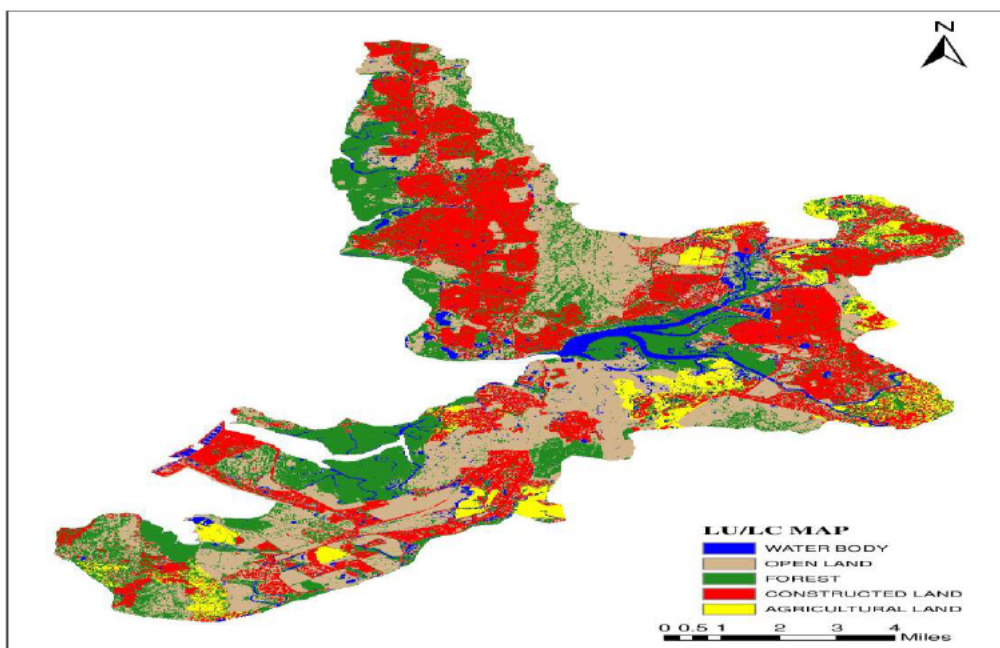 N
LU/LC MAP
WATER BODY
OPEN LAND
FOREST
CONSTRUCTED LAND
AGRICULTURAL LAND
0 0.5 1 2 3 4
Miles